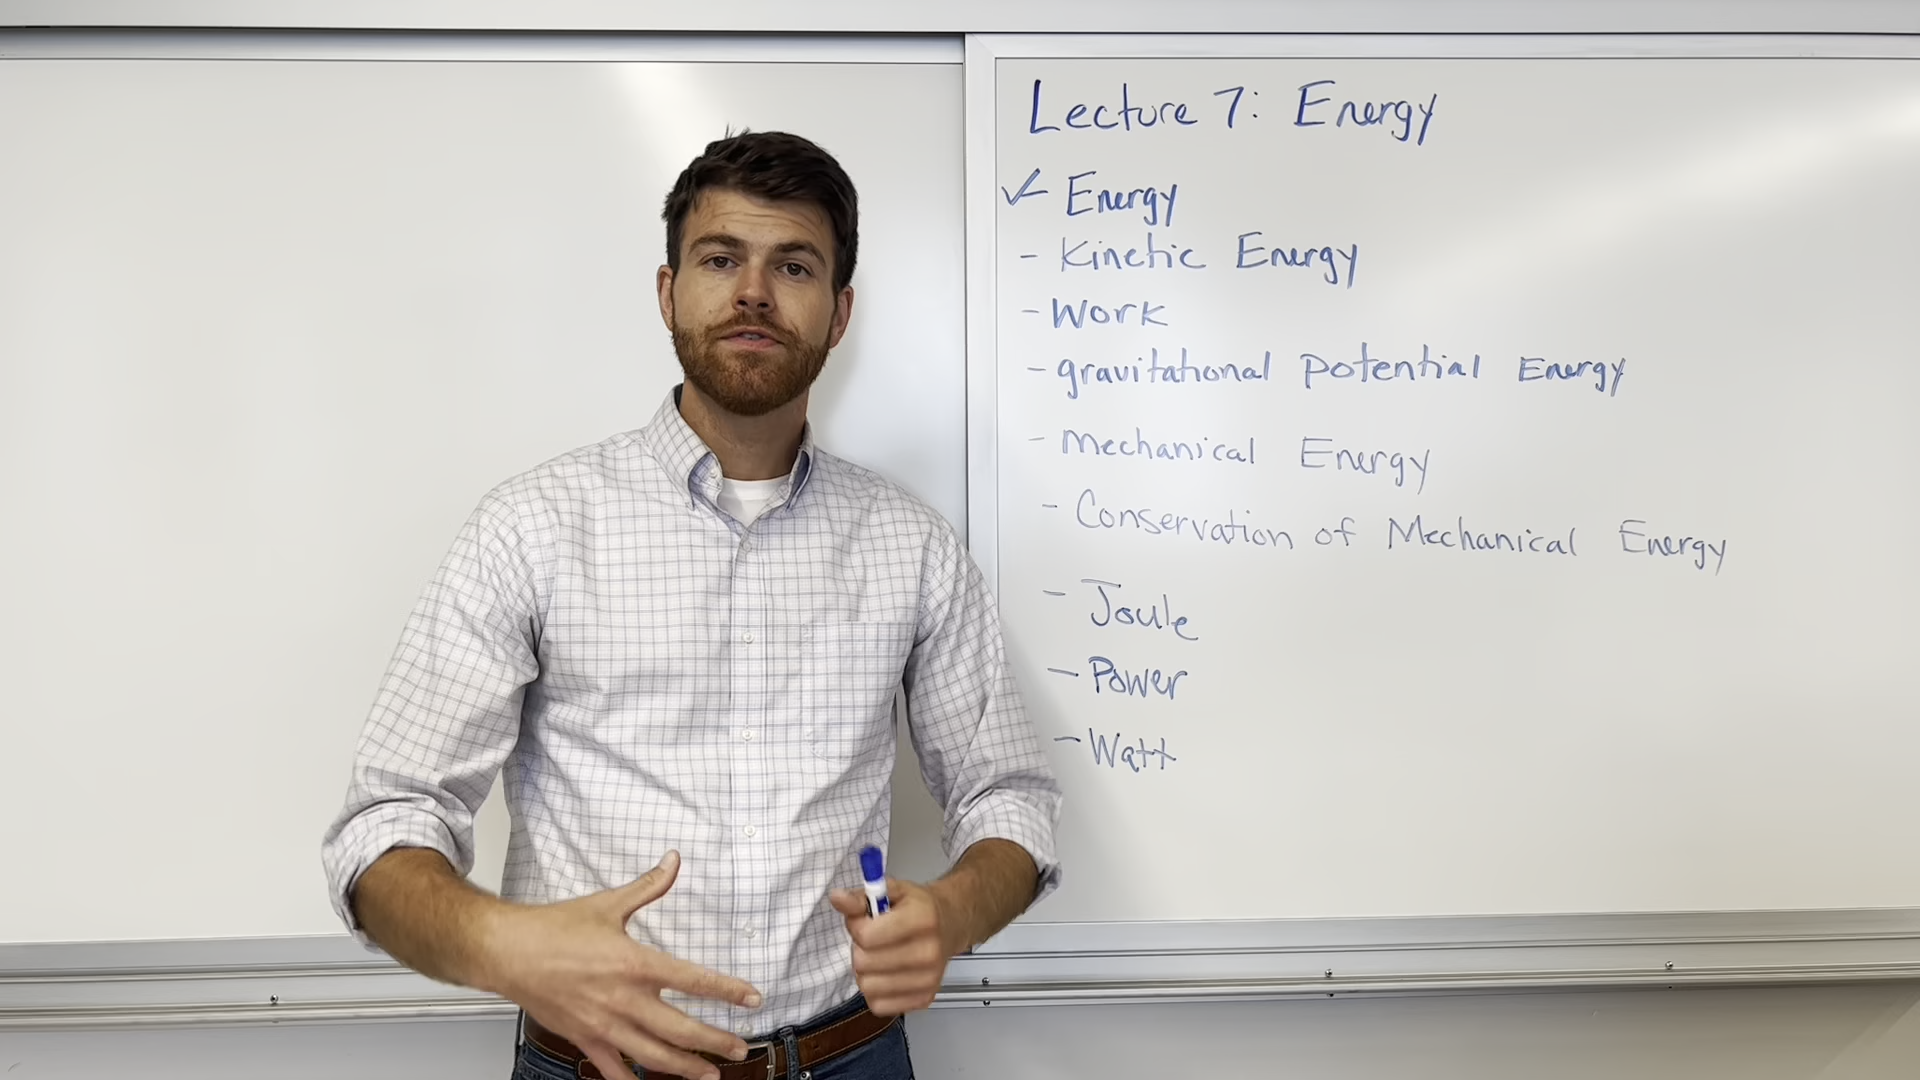 Lecture 7: Energy
✓ Energy
- Kinetic Energy
- Work
- gravitational potential Energy
- Mechanical Energy
- Conservation of Mechanical Energy
- Joule
- Power
- Watt